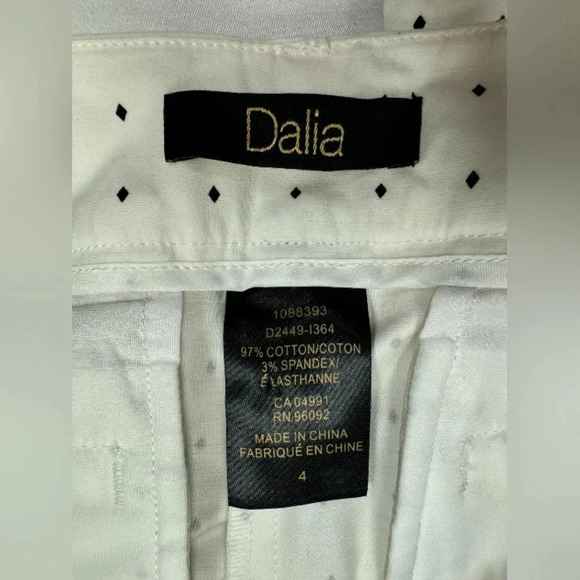 Dalia
1088393
D2449-I364
97% COTTON/COTON
3% SPANDEX/
ÉLASTHANNE
CA 04991
RN 96092
MADE IN CHINA
FABRIQUÉ EN CHINE
4